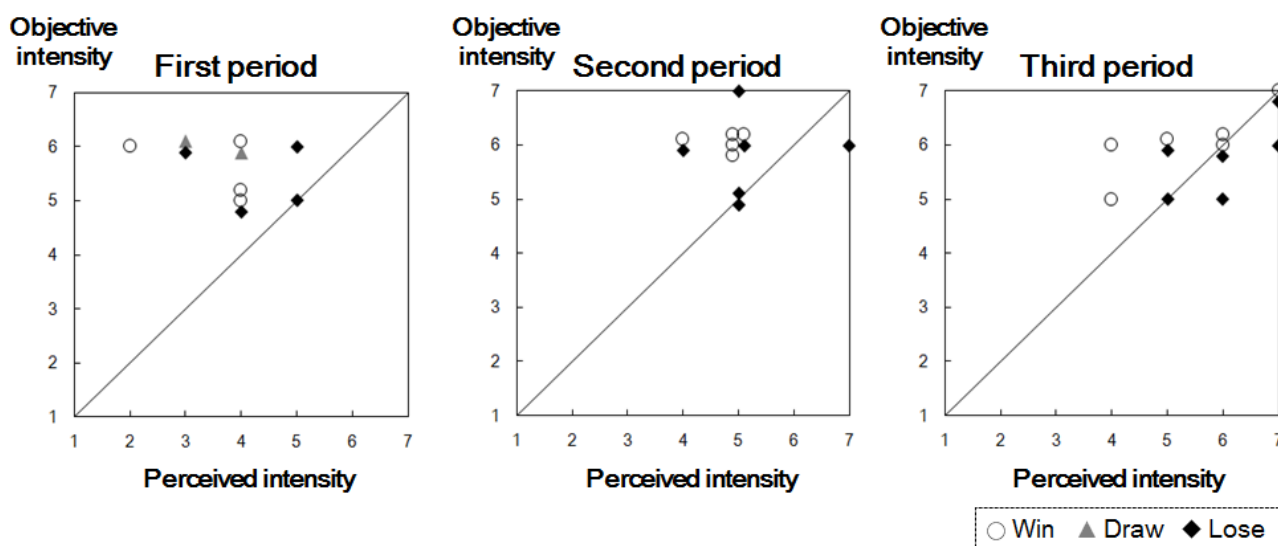 Objective
intensity
First period
7
6
5
4
3
2
1
1 2 3 4 5 6 7
Perceived intensity
Objective
intensity
Second period
7
6
5
4
3
2
1
1 2 3 4 5 6 7
Perceived intensity
Objective
intensity
Third period
7
6
5
4
3
2
1
1 2 3 4 5 6 7
Perceived intensity
Win Draw Lose